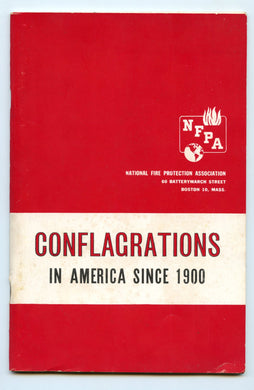 NFPA
NATIONAL FIRE PROTECTION ASSOCIATION
60 BATTERYMARCH STREET
BOSTON 10, MASS.
CONFLAGRATIONS
IN AMERICA SINCE 1900